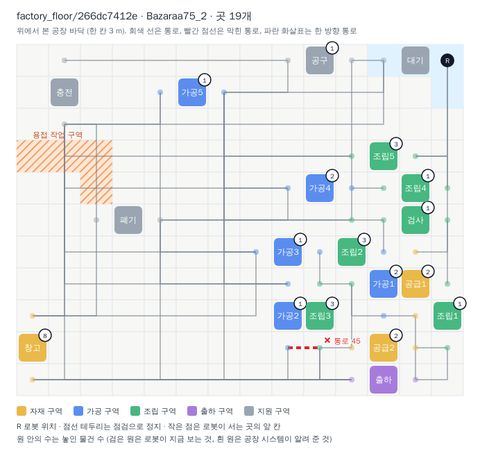 factory_floor/266dc7412e · Bazaraa75_2 · 곳 19개
위에서 본 공장 바닥 (한 칸 3 m). 회색 선은 통로, 빨간 점선은 막힌 통로, 파란 화살표는 한 방향 통로
공구 1
대기
R
충전
가공5 1
용접 작업 구역
조립5 3
가공4 2
조립4 1
폐기
검사 1
가공3 1
조립2 3
가공1 2
공급1 2
가공2 1
조립3 3
조립1 1
창고 8
✖ 통로 45
공급2 2
출하
자재 구역
가공 구역
조립 구역
출하 구역
지원 구역
R 로봇 위치 · 점선 테두리는 점검으로 정지 · 작은 점은 로봇이 서는 곳의 앞 칸
원 안의 수는 놓인 물건 수 (검은 원은 로봇이 지금 보는 것, 흰 원은 공장 시스템이 알려 준 것)